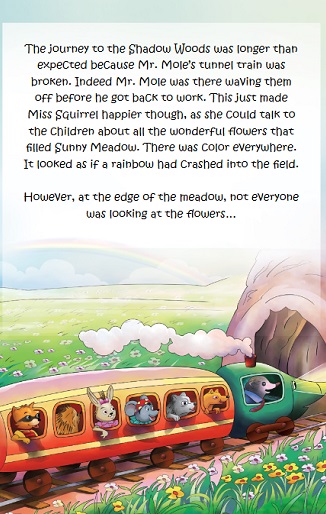 The journey to the Shadow Woods was longer than
expected because Mr. Mole's tunnel train was
broken. Indeed Mr. Mole was there waving them
off before he got back to work. This just made
Miss Squirrel happier though, as she could talk to
the children about all the wonderful flowers that
filled Sunny Meadow. There was color everywhere.
It looked as if a rainbow had crashed into the field.
However, at the edge of the meadow, not everyone
was looking at the flowers...